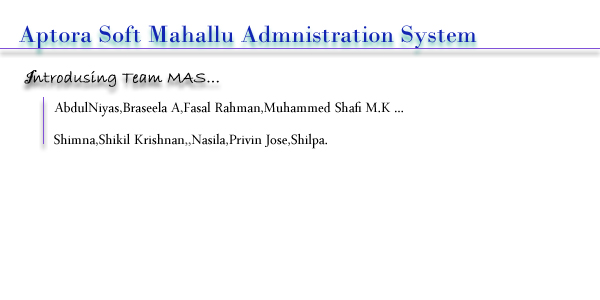 Aptora Soft Mahallu Admnistration System
Introdusing Team MAS...
AbdulNiyas,Braseela A,Fasal Rahman,Muhammed Shafi M.K ...
Shimna,Shikil Krishnan,,Nasila,Privin Jose,Shilpa.